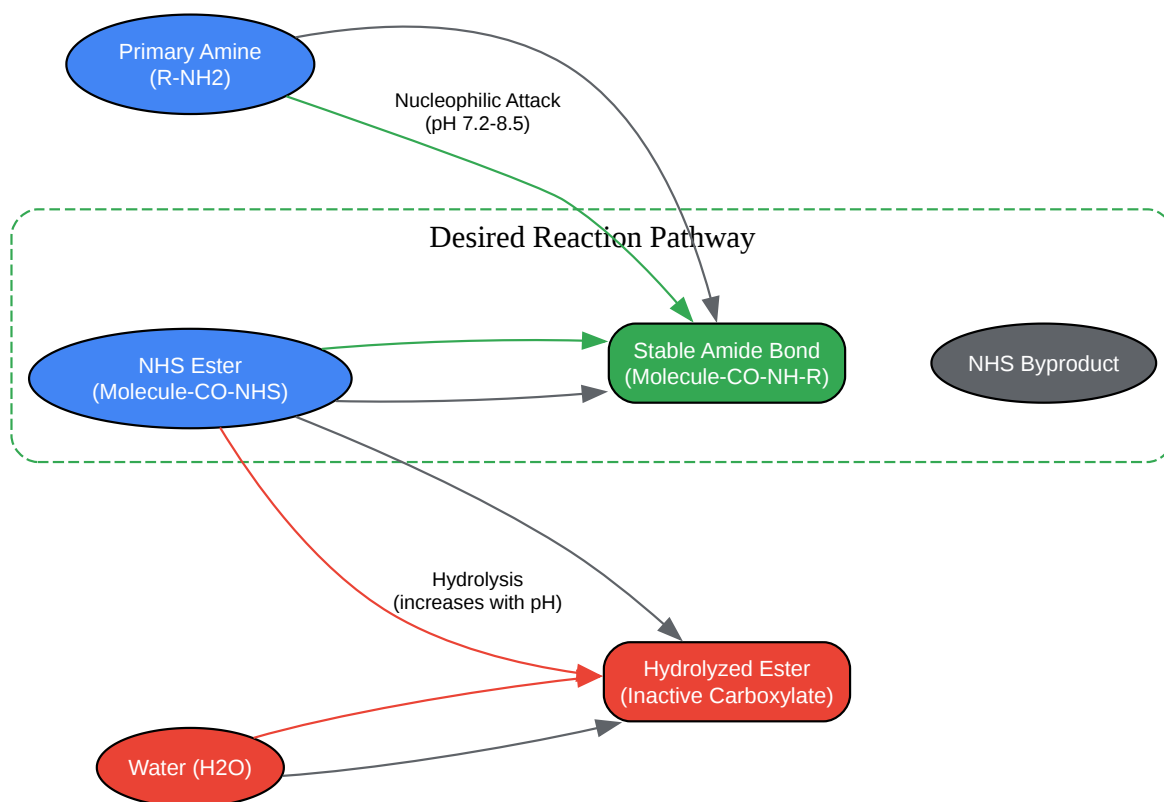 Primary Amine
(R-NH2)
Nucleophilic Attack
(pH 7.2-8.5)
Desired Reaction Pathway
NHS Ester
(Molecule-CO-NHS)
Stable Amide Bond
(Molecule-CO-NH-R)
NHS Byproduct
Hydrolysis
(increases with pH)
Hydrolyzed Ester
(Inactive Carboxylate)
Water (H2O)